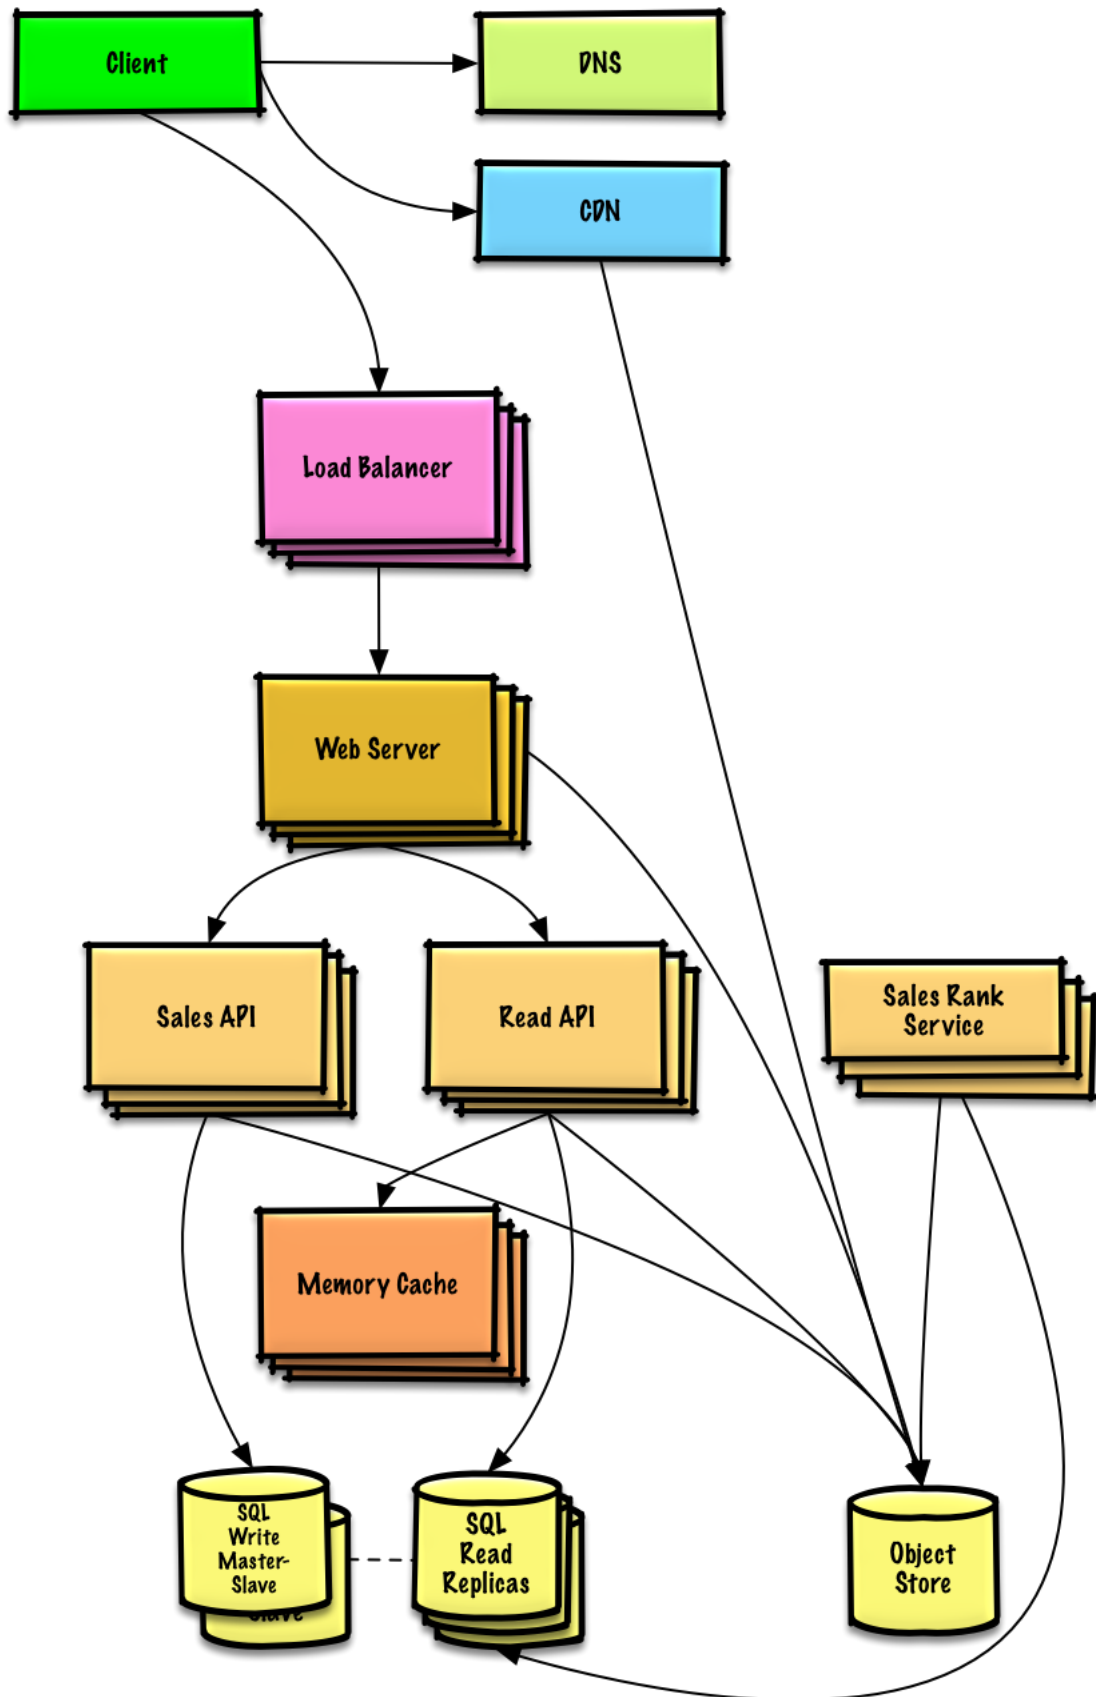 Client
DNS
CDN
Load Balancer
Web Server
Sales API
Read API
Sales Rank
Service
Memory Cache
SQL
Write
Master-
Slave
Slave
SQL
Read
Replicas
Object
Store